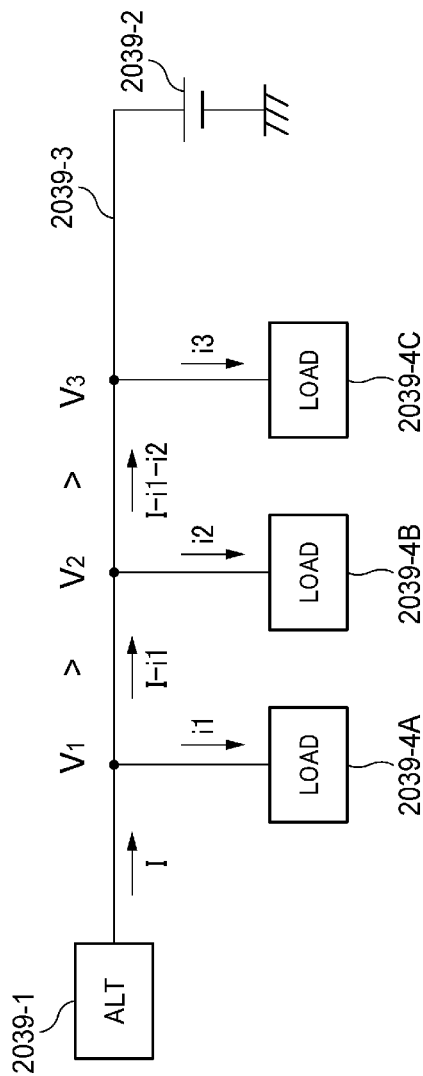 2039-1
ALT
I
V1 > V2 > V3
I-i1
I-i1-i2
2039-3
2039-2
i1
i2
i3
LOAD
LOAD
LOAD
2039-4A
2039-4B
2039-4C